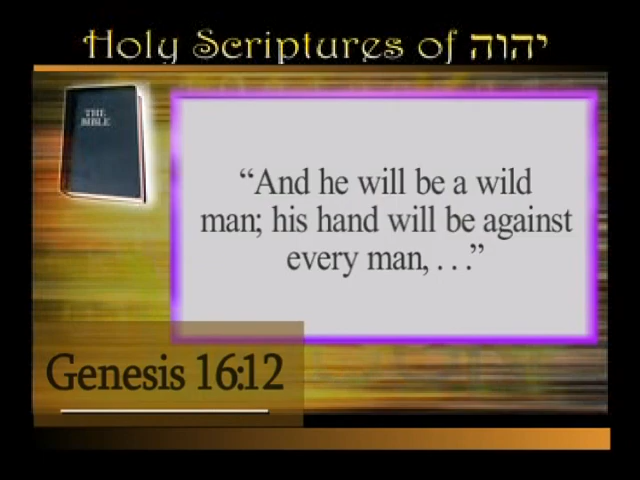 Holy Scriptures of יהוה
THE
BIBLE
“And he will be a wild
man; his hand will be against
every man, . . .”
Genesis 16:12